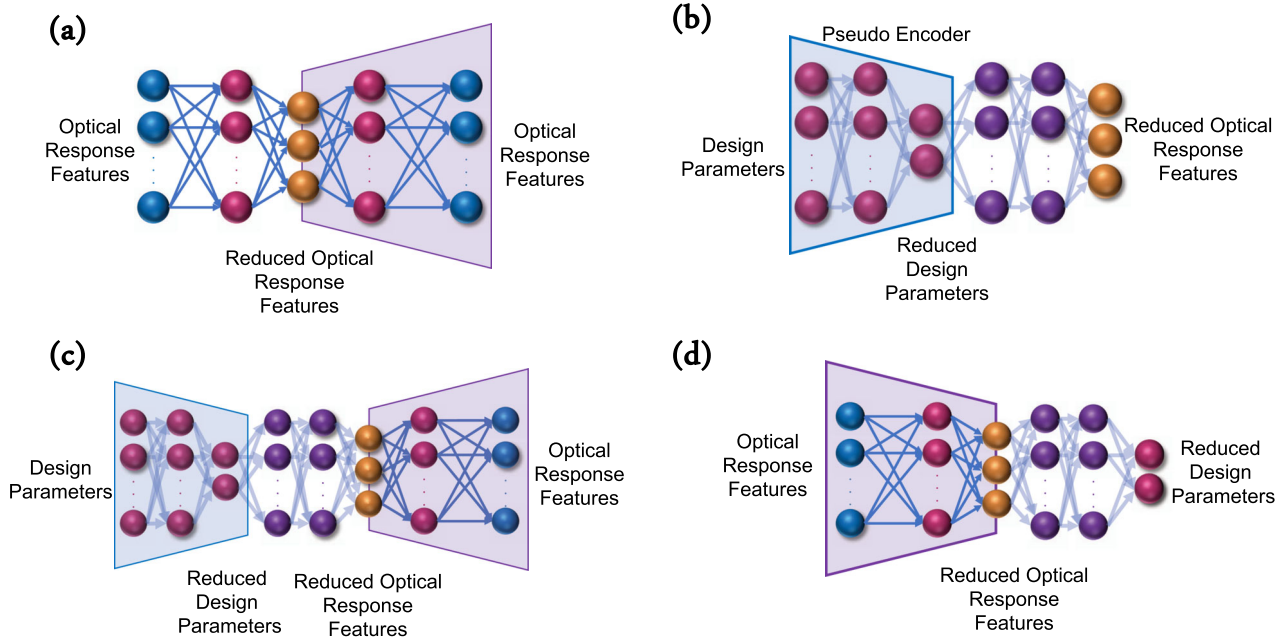 (a)
Optical
Response
Features
Optical
Response
Features
Reduced Optical
Response
Features
(b)
Pseudo Encoder
Design
Parameters
Reduced Optical
Response
Features
Reduced
Design
Parameters
(c)
Design
Parameters
Optical
Response
Features
Reduced
Design
Parameters
Reduced Optical
Response
Features
(d)
Optical
Response
Features
Reduced
Design
Parameters
Reduced Optical
Response
Features